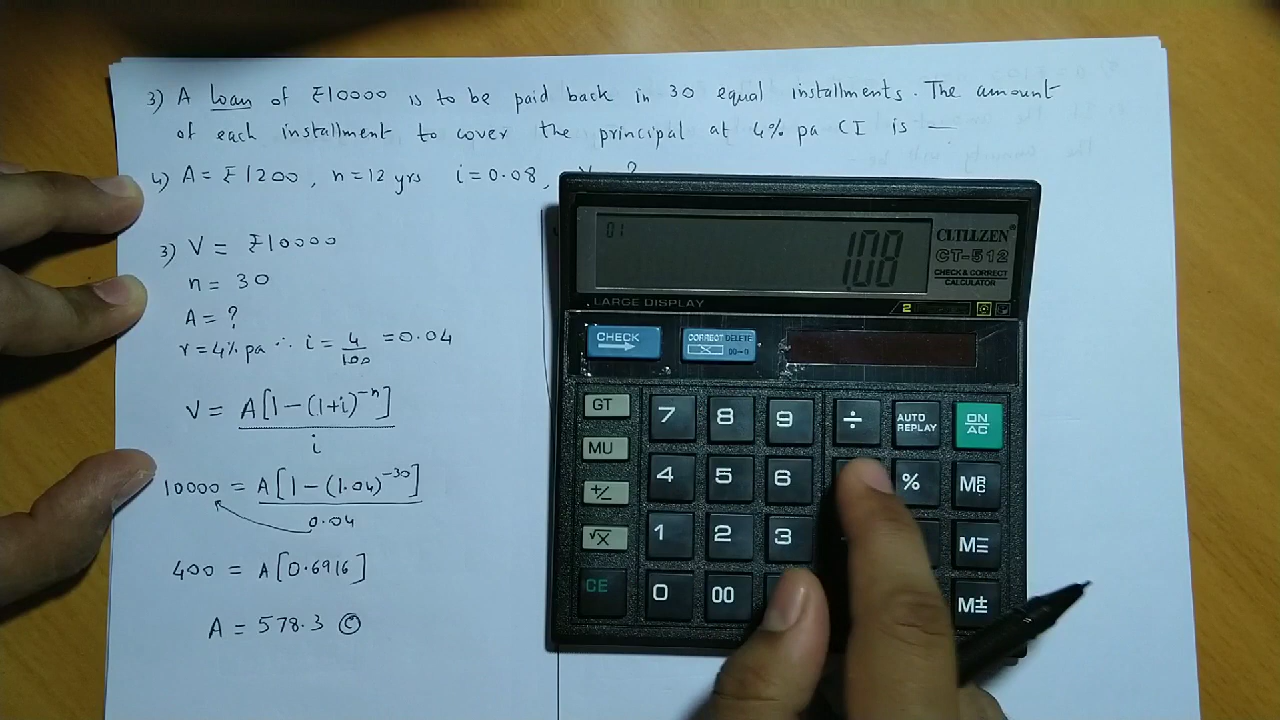 3) A loan of ₹10000 is to be paid back in 30 equal installments. The amount
of each installment to cover the principal at 4% pa CI is —
4) A = ₹1200, n = 12 yrs i = 0.08, ?
3) V = ₹10000
n = 30
A = ?
r = 4% pa ∴ i = 4/100 = 0.04
V = A[1-(1+i)^-n]
i
10000 = A[1-(1.04)^-30]
0.04
400 = A[0.6916]
A = 578.3 ©
01
1.08
CITIZEN®
CT-512
CHECK & CORRECT
CALCULATOR
LARGE DISPLAY
2
CHECK
CORRECT DELETE
00→0
GT 7 8 9 ÷ AUTO REPLAY ON/AC
MU 4 5 6 % MRC
+/- 1 2 3 M=
√X
CE 0 00 M±